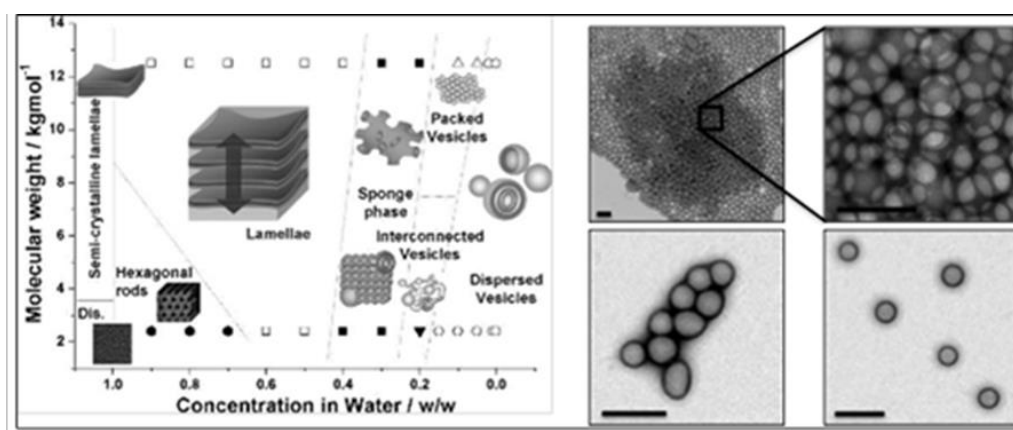 Molecular weight / kgmol⁻¹
14
12
10
8
6
4
2
1.0
0.8
0.6
0.4
0.2
0.0
Concentration in Water / w/w
Semi-crystalline lamellae
Dis.
Hexagonal
rods
Lamellae
Sponge
phase
Packed
Vesicles
Interconnected
Vesicles
Dispersed
Vesicles